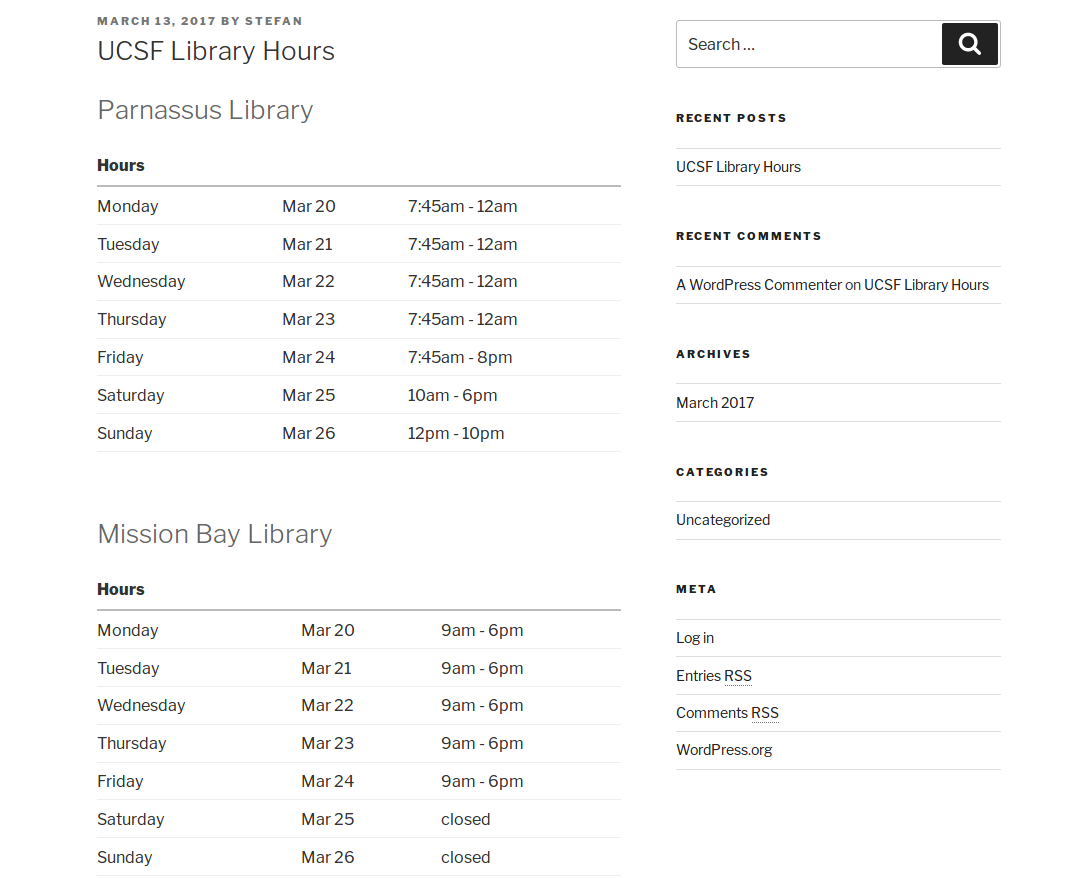 MARCH 13, 2017 BY STEFAN
UCSF Library Hours
Parnassus Library
Hours
Monday Mar 20 7:45am - 12am
Tuesday Mar 21 7:45am - 12am
Wednesday Mar 22 7:45am - 12am
Thursday Mar 23 7:45am - 12am
Friday Mar 24 7:45am - 8pm
Saturday Mar 25 10am - 6pm
Sunday Mar 26 12pm - 10pm
Mission Bay Library
Hours
Monday Mar 20 9am - 6pm
Tuesday Mar 21 9am - 6pm
Wednesday Mar 22 9am - 6pm
Thursday Mar 23 9am - 6pm
Friday Mar 24 9am - 6pm
Saturday Mar 25 closed
Sunday Mar 26 closed
Search ...
RECENT POSTS
UCSF Library Hours
RECENT COMMENTS
A WordPress Commenter on UCSF Library Hours
ARCHIVES
March 2017
CATEGORIES
Uncategorized
META
Log in
Entries RSS
Comments RSS
WordPress.org